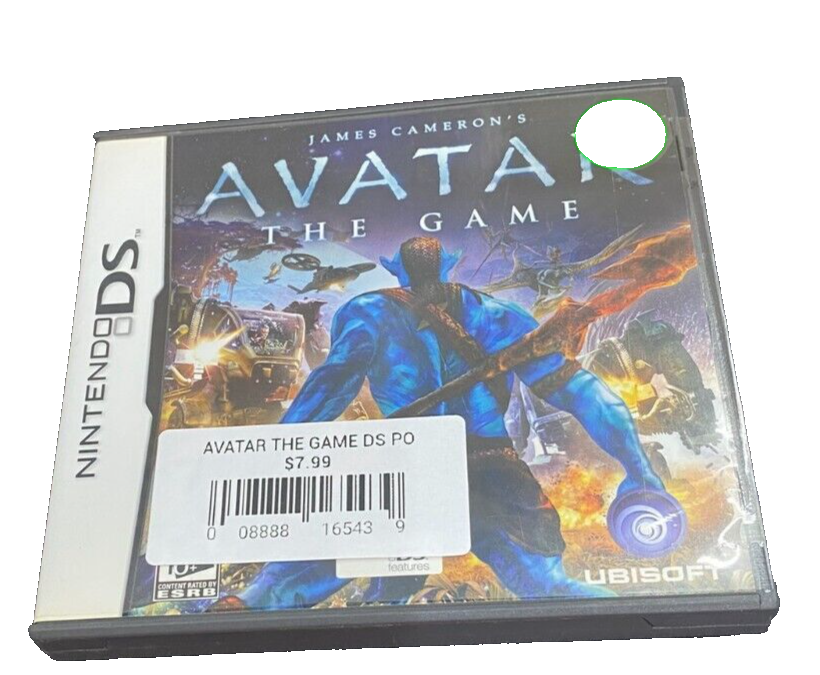 JAMES CAMERON'S
AVATAR
THE GAME
NINTENDO DS™
AVATAR THE GAME DS PO
$7.99
0 08888 16543 9
10+
CONTENT RATED BY
ESRB
DS
features
UBISOFT